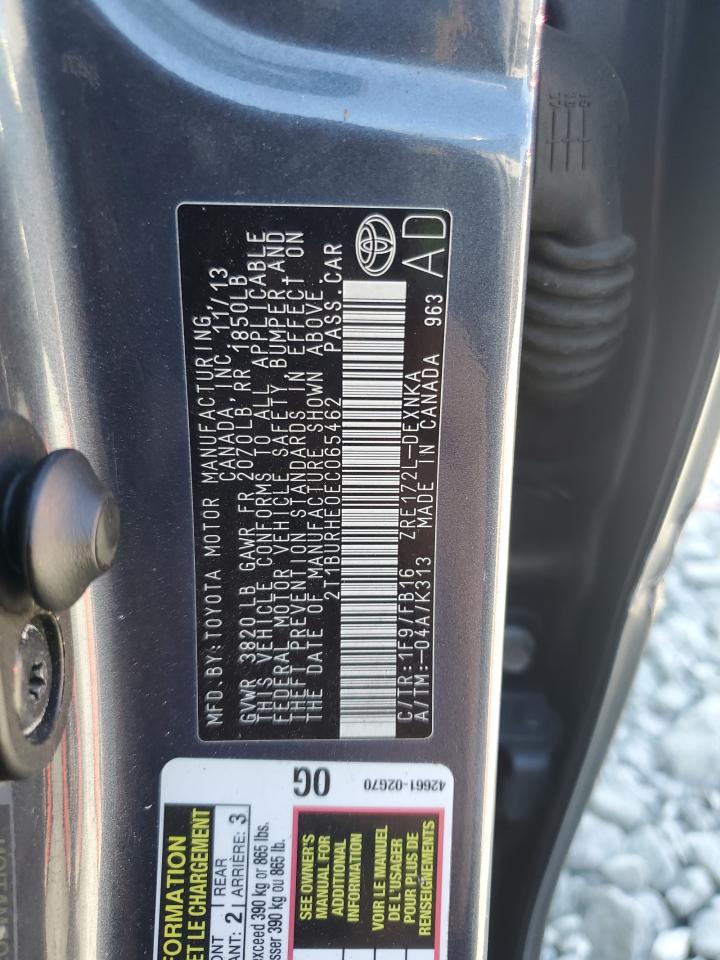 MFD. BY: TOYOTA MOTOR MANUFACTURING
CANADA, INC. 11/13
GVWR 3820 LB GAWR FR 2070LB, RR 1850LB
THIS VEHICLE CONFORMS TO ALL APPLICABLE
FEDERAL MOTOR VEHICLE SAFETY, BUMPER, AND
THEFT PREVENTION STANDARDS IN EFFECT ON
THE DATE OF MANUFACTURE SHOWN ABOVE.
2T1BURHE0EC065462 PASS. CAR
C/TR: 1F9/FB16 ZRE172L-DEXNKA
A/TM: -04A/K313 MADE IN CANADA 963
AD
0G
42661-02G70
ET LE CHARGEMENT
2
REAR
ARRIÈRE: 3
exceed 390 kg or 865 lbs.
390 kg ou 865 lb.
SEE OWNER'S
MANUAL FOR
ADDITIONAL
INFORMATION
VOIR LE MANUEL
DE L'USAGER
POUR PLUS DE
RENSEIGNEMENTS